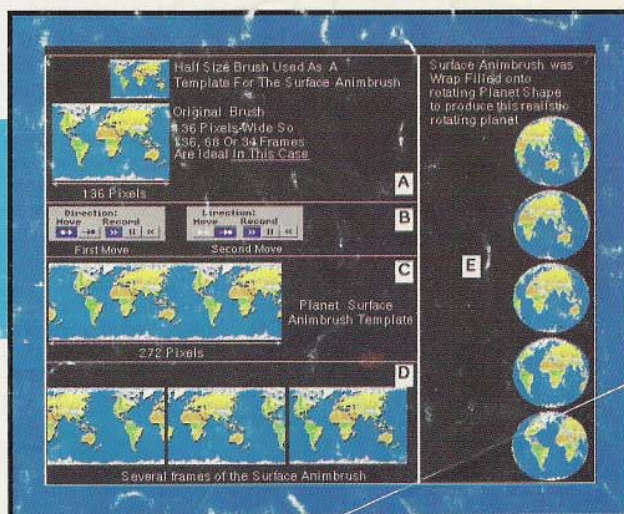 Half Size Brush Used As A
Template For The Surface Animbrush
Original Brush
136 Pixels Wide So
136, 68 Or 34 Frames
Are Ideal In This Case
136 Pixels
A
Direction:
Move Record
First Move
Direction:
Move Record
Second Move
B
C
Planet Surface
Animbrush Template
272 Pixels
D
Several frames of the Surface Animbrush
Surface Animbrush was
Wrap Filled onto
rotating Planet Shape
to produce this realistic
rotating planet
E